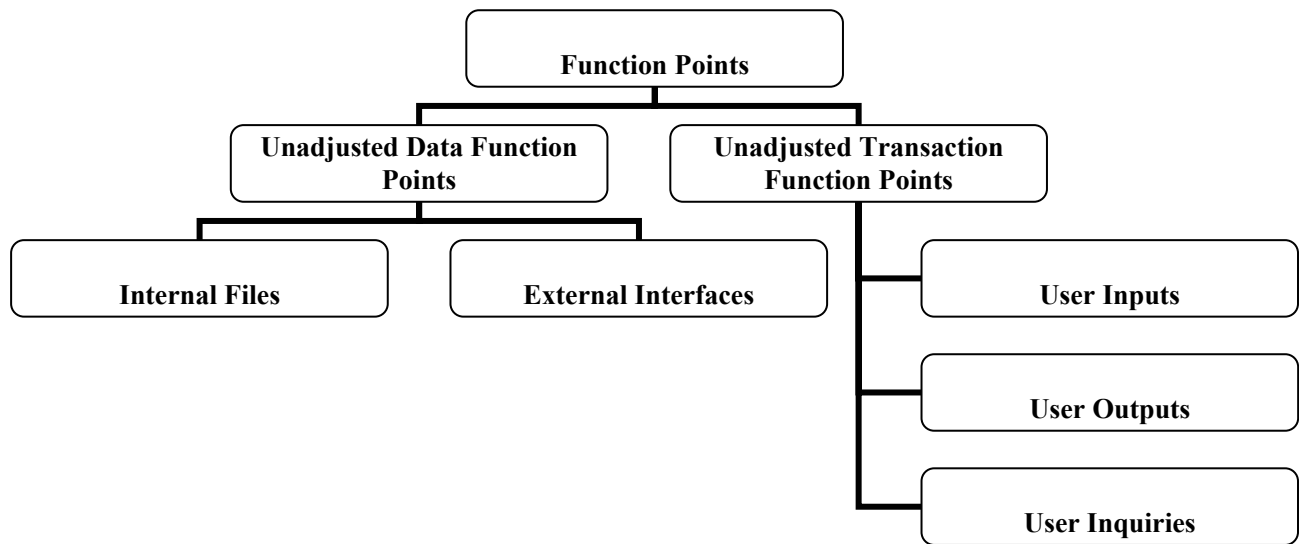 Function Points
Unadjusted Data Function
Points
Unadjusted Transaction
Function Points
Internal Files
External Interfaces
User Inputs
User Outputs
User Inquiries